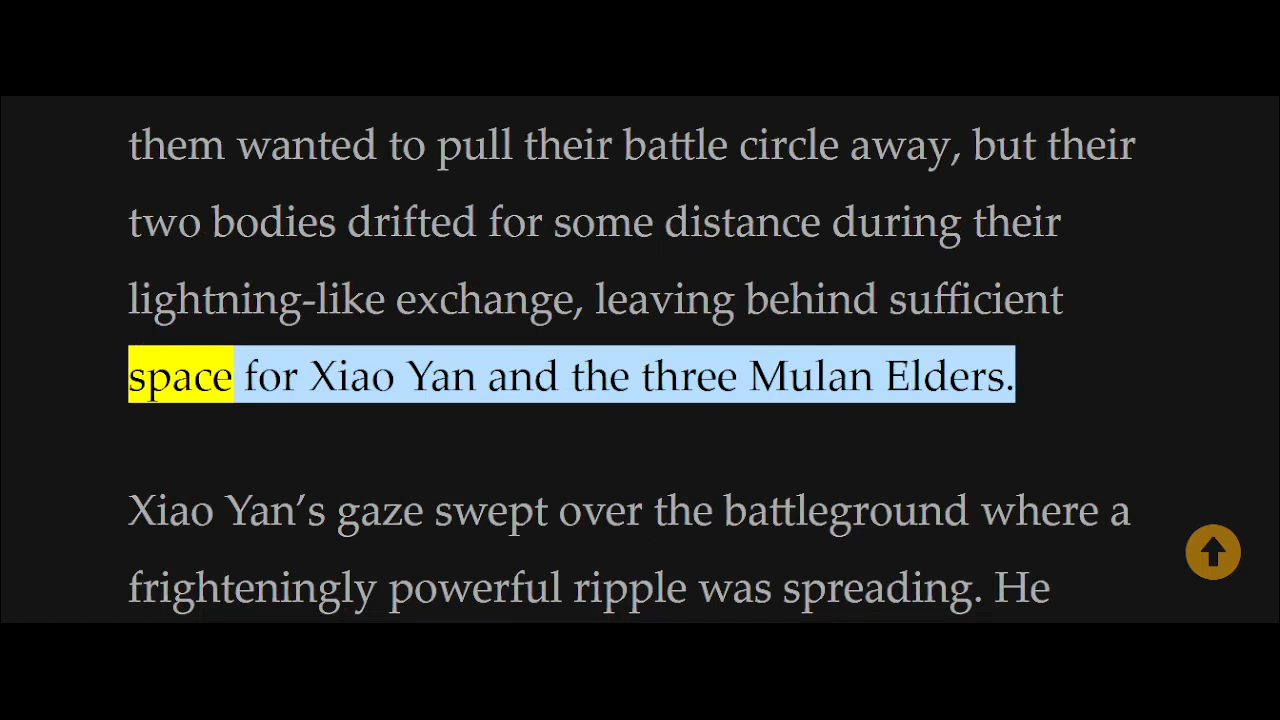 them wanted to pull their battle circle away, but their
two bodies drifted for some distance during their
lightning-like exchange, leaving behind sufficient
space for Xiao Yan and the three Mulan Elders.
Xiao Yan’s gaze swept over the battleground where a
frighteningly powerful ripple was spreading. He